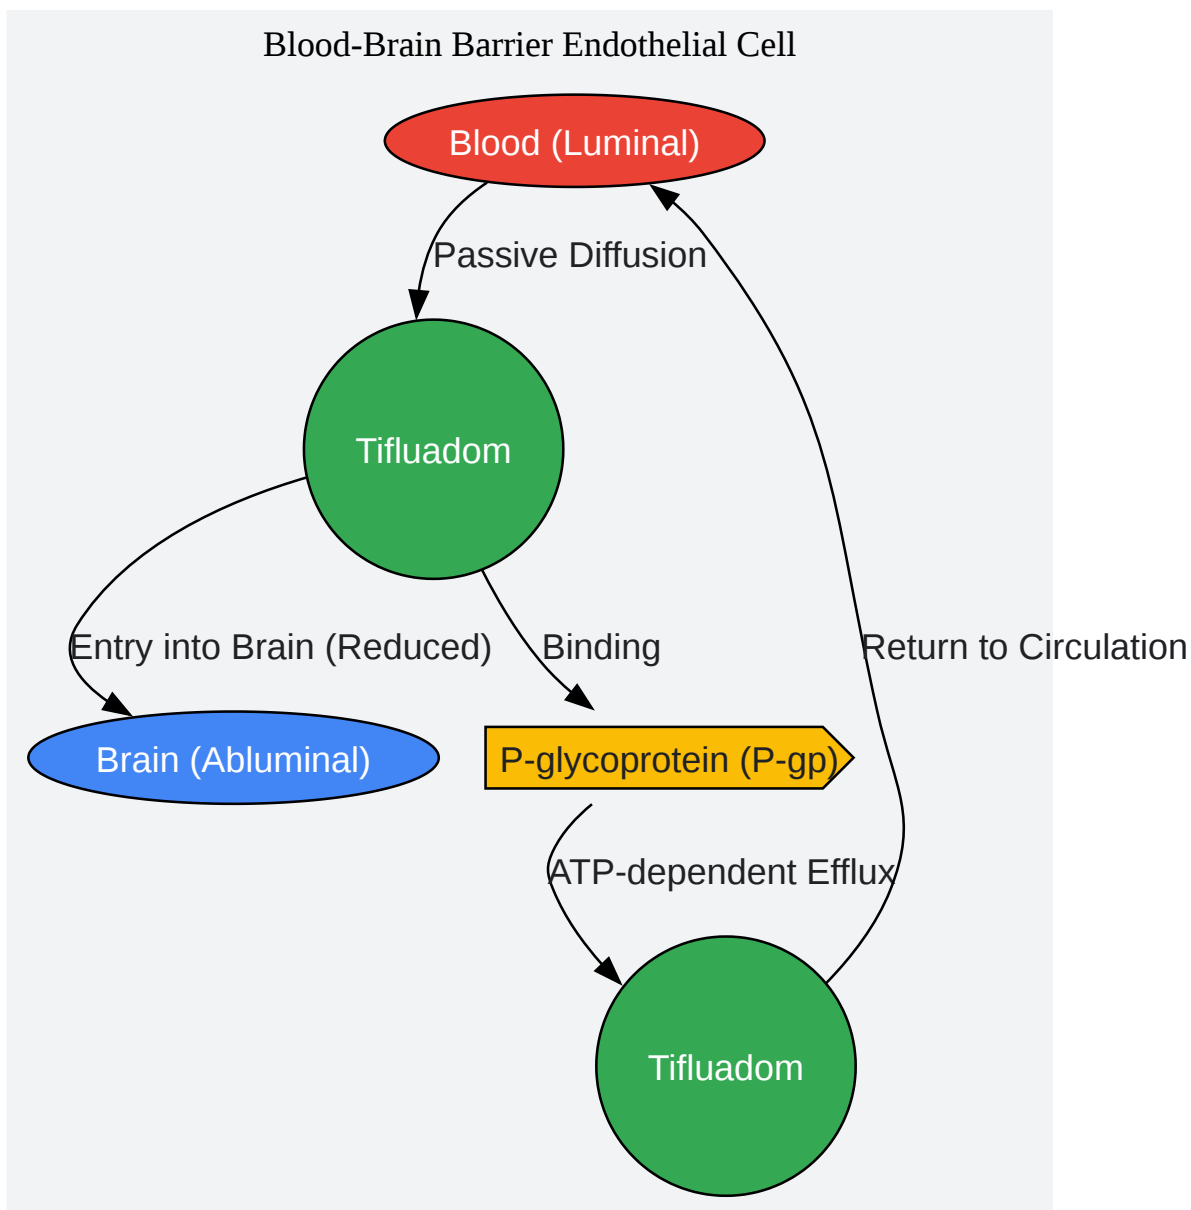 Blood-Brain Barrier Endothelial Cell
Blood (Luminal)
Passive Diffusion
Tifluadom
Entry into Brain (Reduced)
Binding
Return to Circulation
Brain (Abluminal)
P-glycoprotein (P-gp)
ATP-dependent Efflux
Tifluadom